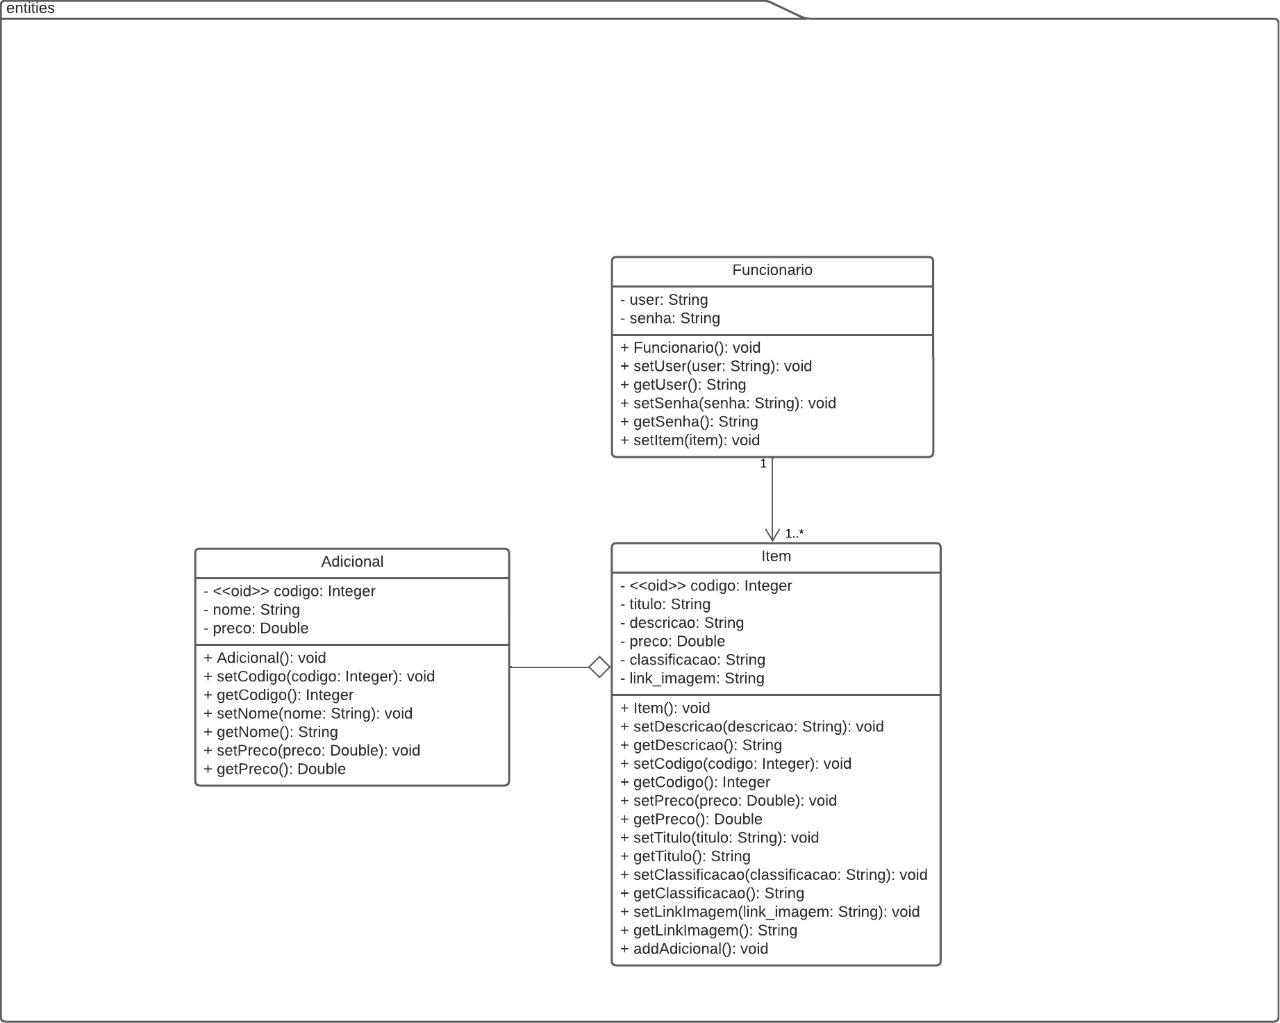 entities
Funcionario
- user: String
- senha: String
+ Funcionario(): void
+ setUser(user: String): void
+ getUser(): String
+ setSenha(senha: String): void
+ getSenha(): String
+ setItem(item): void
1
1..*
Adicional
- <<oid>> codigo: Integer
- nome: String
- preco: Double
+ Adicional(): void
+ setCodigo(codigo: Integer): void
+ getCodigo(): Integer
+ setNome(nome: String): void
+ getNome(): String
+ setPreco(preco: Double): void
+ getPreco(): Double
Item
- <<oid>> codigo: Integer
- titulo: String
- descricao: String
- preco: Double
- classificacao: String
- link_imagem: String
+ Item(): void
+ setDescricao(descricao: String): void
+ getDescricao(): String
+ setCodigo(codigo: Integer): void
+ getCodigo(): Integer
+ setPreco(preco: Double): void
+ getPreco(): Double
+ setTitulo(titulo: String): void
+ getTitulo(): String
+ setClassificacao(classificacao: String): void
+ getClassificacao(): String
+ setLinkImagem(link_imagem: String): void
+ getLinkImagem(): String
+ addAdicional(): void